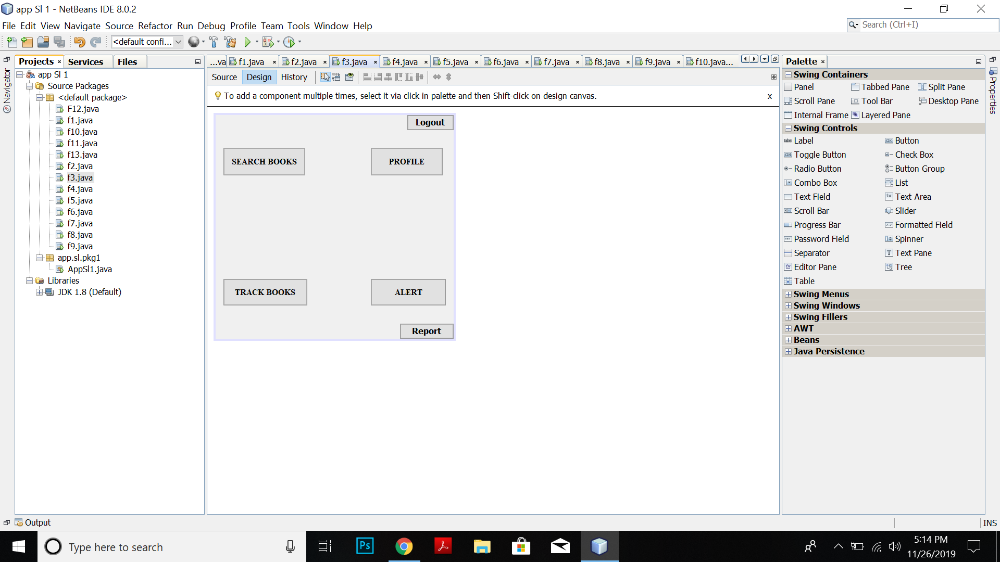 app Sl 1 - NetBeans IDE 8.0.2
File Edit View Navigate Source Refactor Run Debug Profile Team Tools Window Help
Search (Ctrl+I)
<default confi...
Projects Services Files
...va f1.java f2.java f3.java f4.java f5.java f6.java f7.java f8.java f9.java f10.java...
Source Design History
To add a component multiple times, select it via click in palette and then Shift-click on design canvas.
x
Navigator
app Sl 1
Source Packages
<default package>
F12.java
f1.java
f10.java
f11.java
f13.java
f2.java
f3.java
f4.java
f5.java
f6.java
f7.java
f8.java
f9.java
app.sl.pkg1
AppSl1.java
Libraries
JDK 1.8 (Default)
Logout
SEARCH BOOKS PROFILE
TRACK BOOKS ALERT
Report
Palette
Swing Containers
Panel Tabbed Pane Split Pane
Scroll Pane Tool Bar Desktop Pane
Internal Frame Layered Pane
Swing Controls
Label Button
Toggle Button Check Box
Radio Button Button Group
Combo Box List
Text Field Text Area
Scroll Bar Slider
Progress Bar Formatted Field
Password Field Spinner
Separator Text Pane
Editor Pane Tree
Table
Swing Menus
Swing Windows
Swing Fillers
AWT
Beans
Java Persistence
Properties
Output
INS
Type here to search
Ps
5:14 PM
11/26/2019